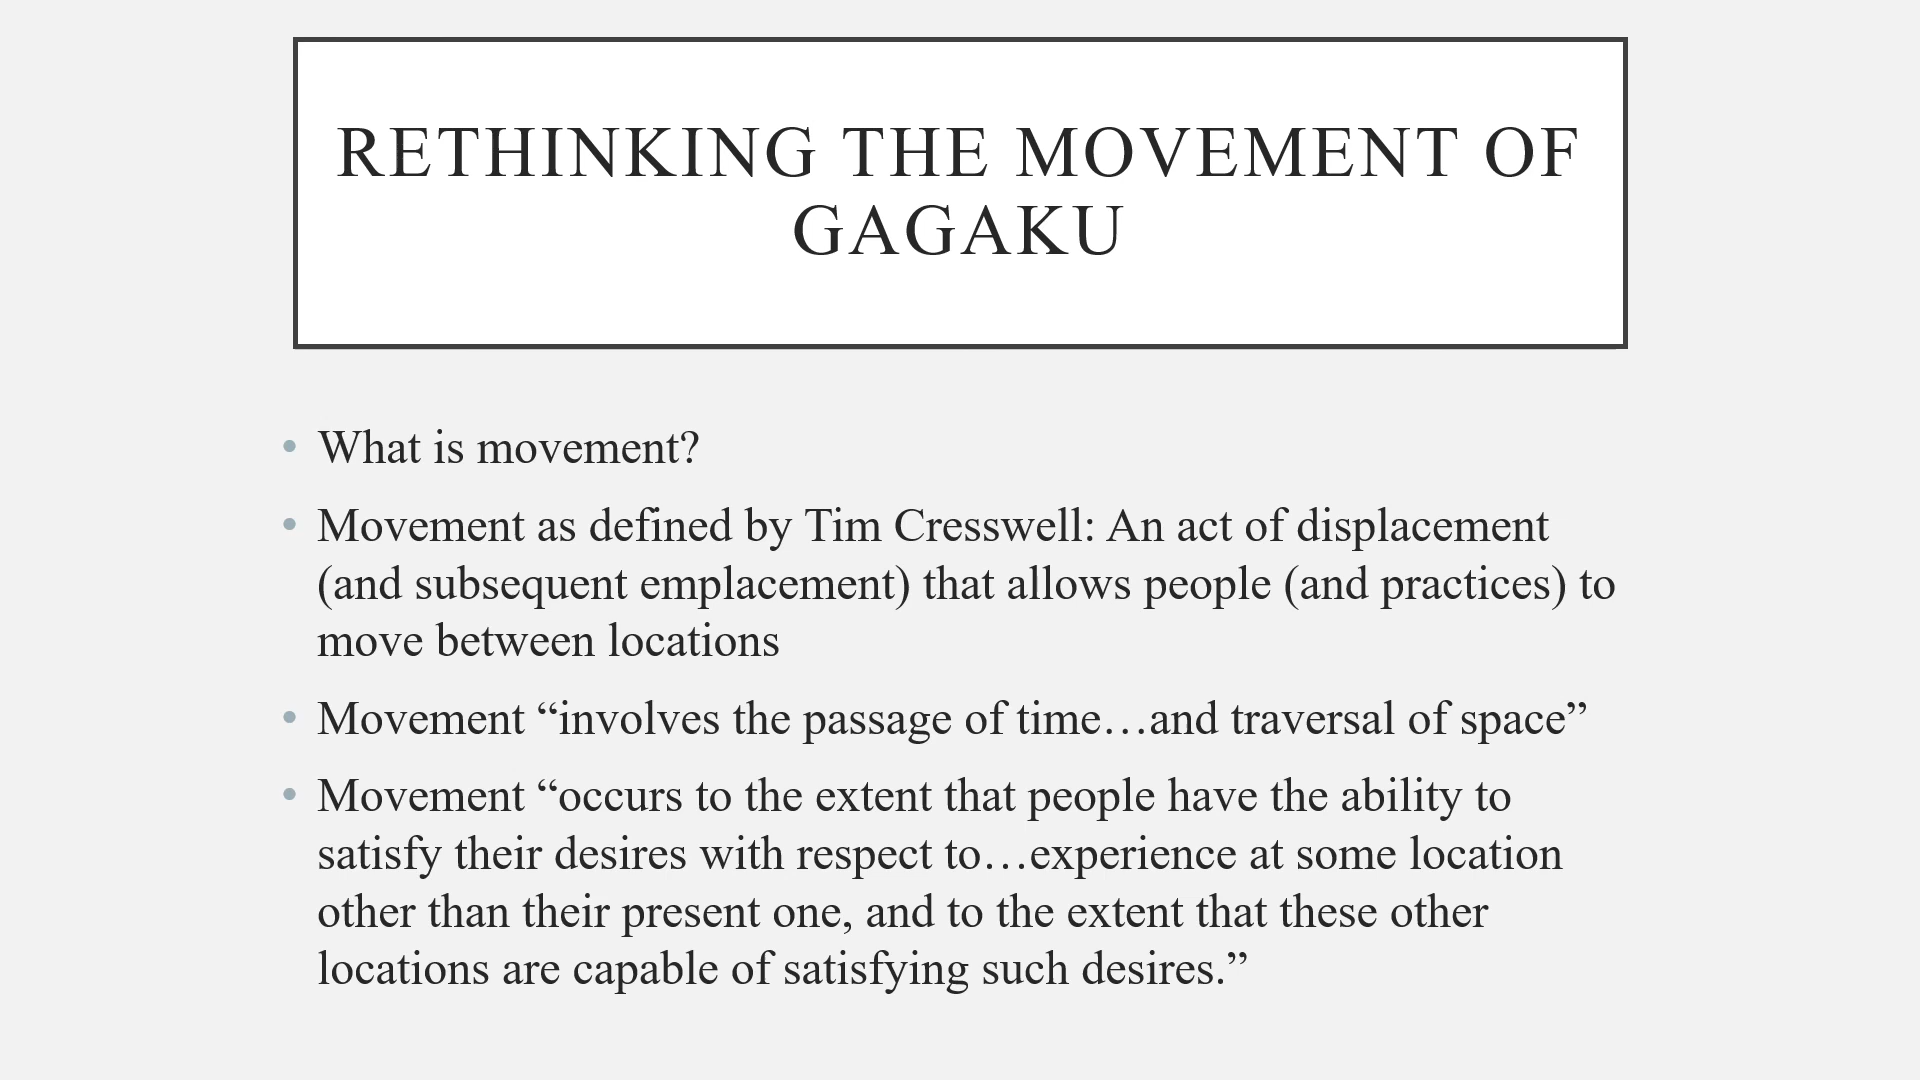 RETHINKING THE MOVEMENT OF
GAGAKU
• What is movement?
• Movement as defined by Tim Cresswell: An act of displacement
(and subsequent emplacement) that allows people (and practices) to
move between locations
• Movement “involves the passage of time…and traversal of space”
• Movement “occurs to the extent that people have the ability to
satisfy their desires with respect to…experience at some location
other than their present one, and to the extent that these other
locations are capable of satisfying such desires.”